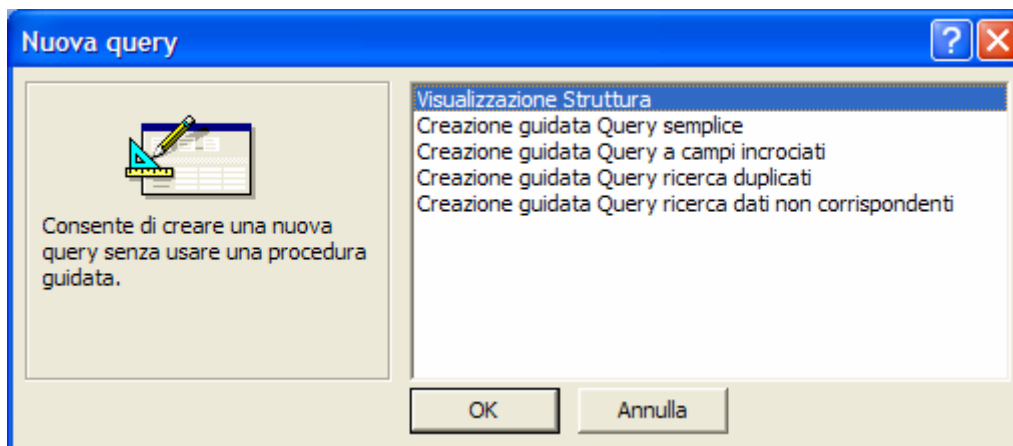 Nuova query
Consente di creare una nuova
query senza usare una procedura
guidata.
Visualizzazione Struttura
Creazione guidata Query semplice
Creazione guidata Query a campi incrociati
Creazione guidata Query ricerca duplicati
Creazione guidata Query ricerca dati non corrispondenti
OK
Annulla